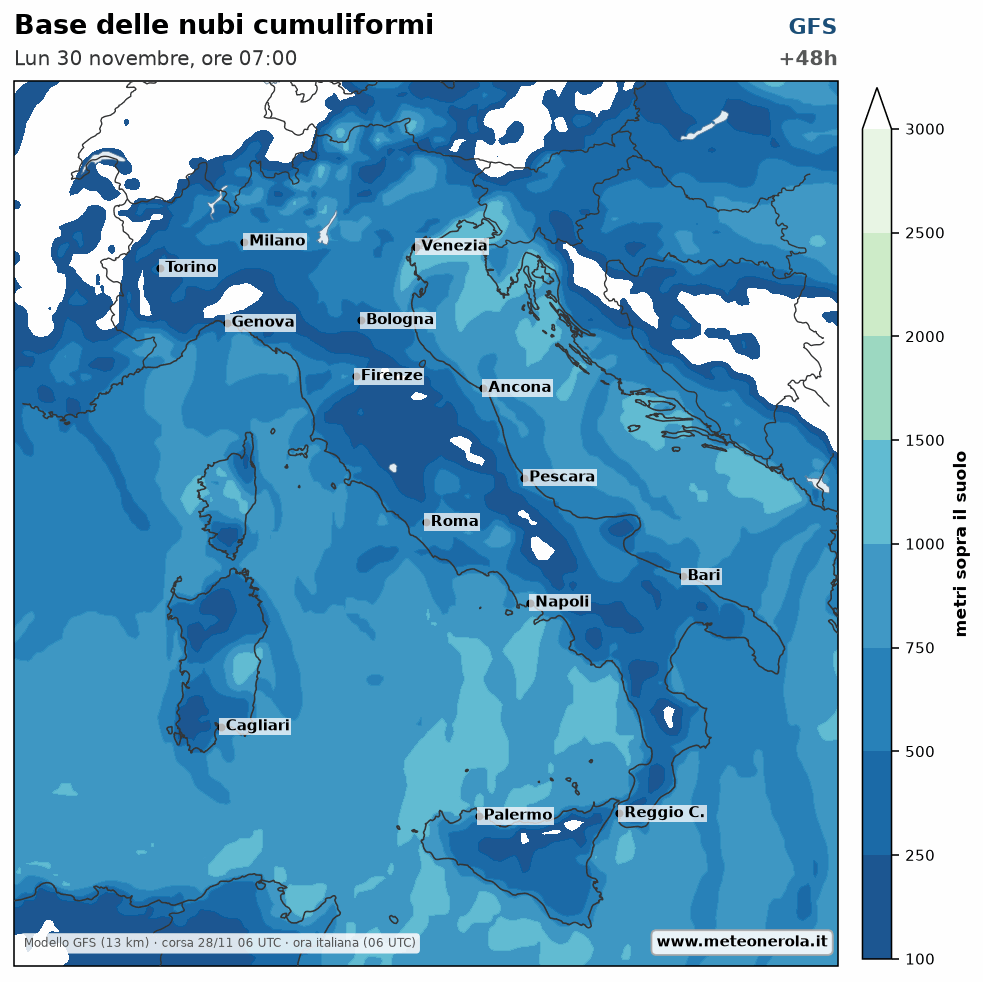 Base delle nubi cumuliformi
GFS
Lun 30 novembre, ore 07:00
+48h
Milano
Venezia
Torino
Genova
Bologna
Firenze
Ancona
Pescara
Roma
Bari
Napoli
Cagliari
Palermo
Reggio C.
3000
2500
2000
1500
1000
750
500
250
100
metri sopra il suolo
Modello GFS (13 km) · corsa 28/11 06 UTC · ora italiana (06 UTC)
www.meteonerola.it